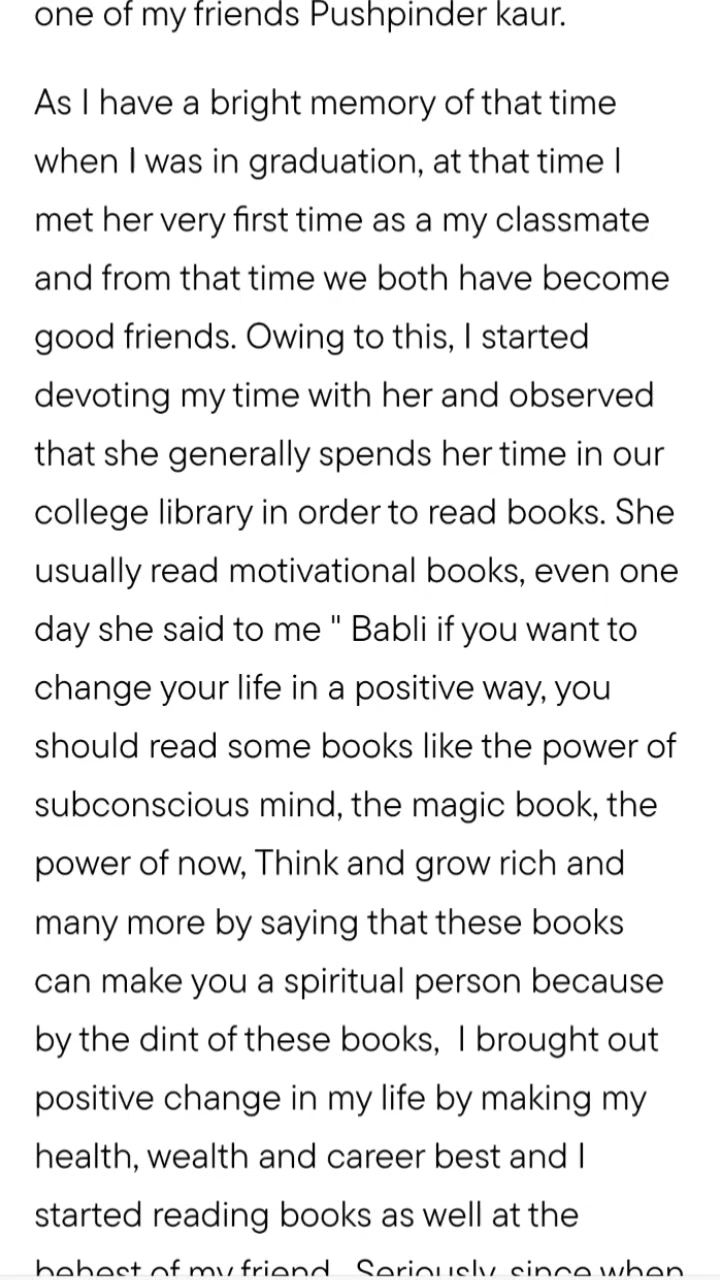 one of my friends Pushpinder kaur.
As I have a bright memory of that time
when I was in graduation, at that time I
met her very first time as a my classmate
and from that time we both have become
good friends. Owing to this, I started
devoting my time with her and observed
that she generally spends her time in our
college library in order to read books. She
usually read motivational books, even one
day she said to me " Babli if you want to
change your life in a positive way, you
should read some books like the power of
subconscious mind, the magic book, the
power of now, Think and grow rich and
many more by saying that these books
can make you a spiritual person because
by the dint of these books,  I brought out
positive change in my life by making my
health, wealth and career best and I
started reading books as well at the
behest of my friend   Seriously since when